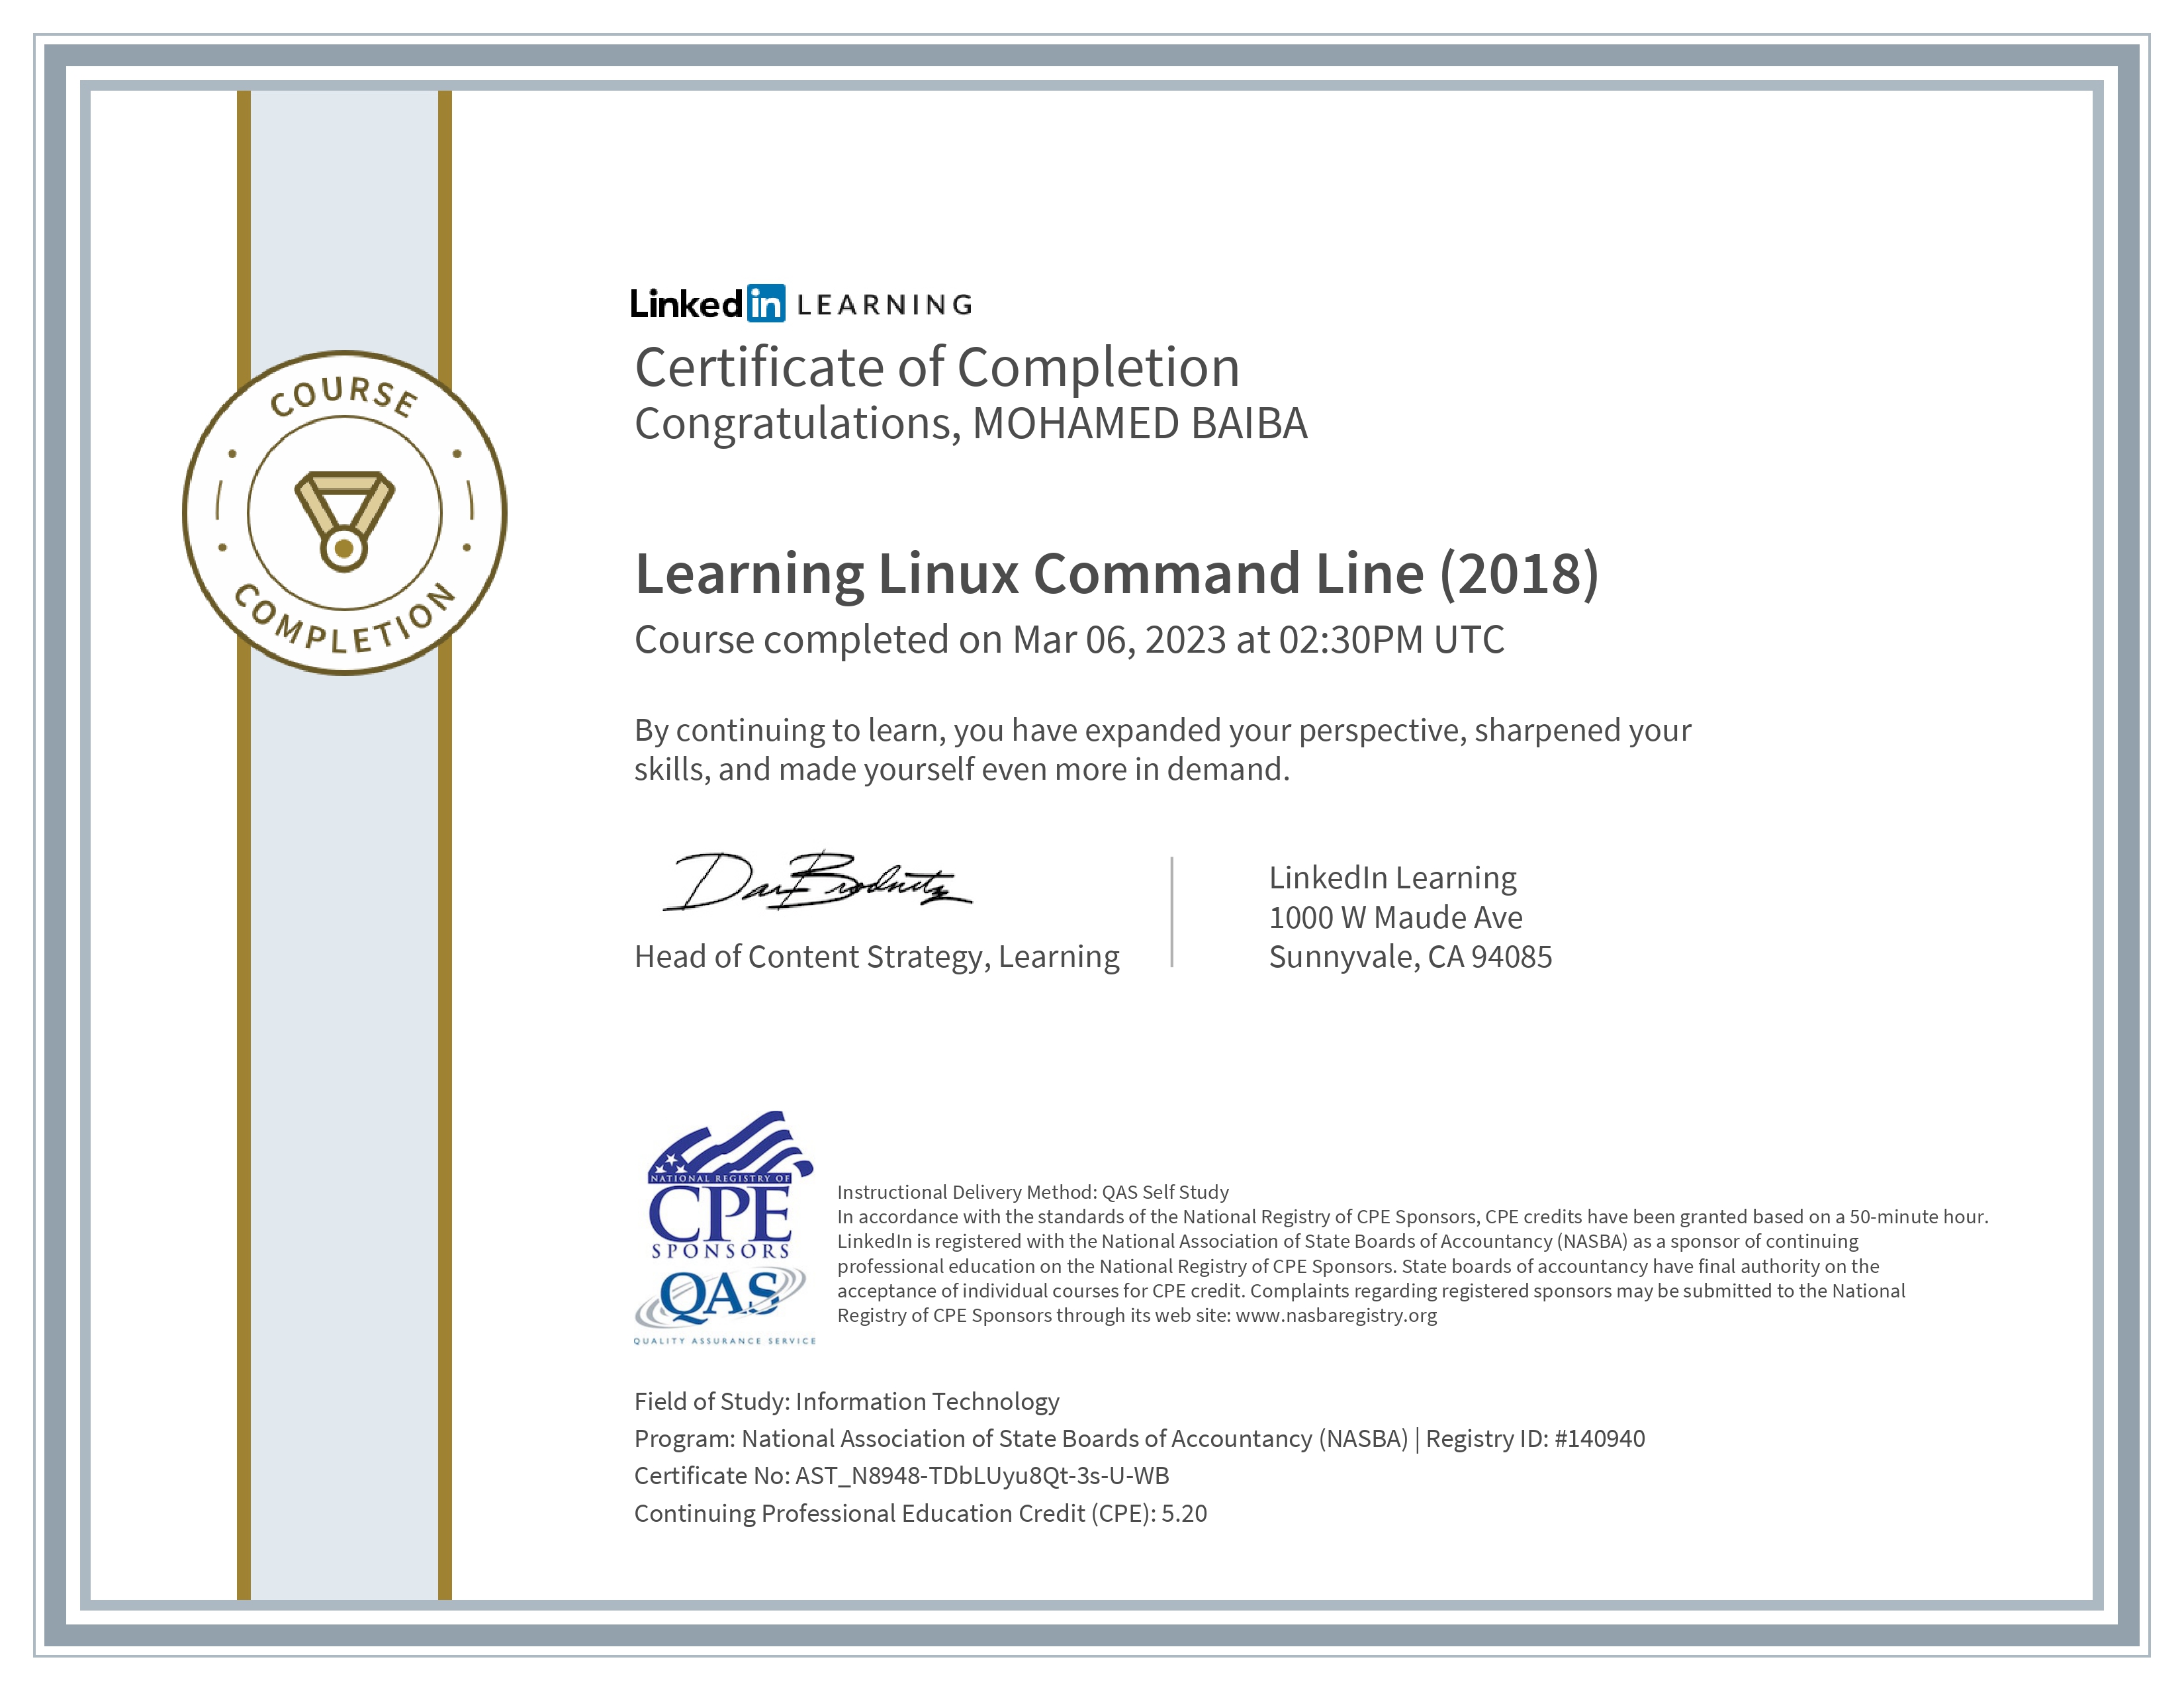 COURSE
COMPLETION
Linkedin LEARNING
Certificate of Completion
Congratulations, MOHAMED BAIBA
Learning Linux Command Line (2018)
Course completed on Mar 06, 2023 at 02:30PM UTC
By continuing to learn, you have expanded your perspective, sharpened your
skills, and made yourself even more in demand.
Head of Content Strategy, Learning
LinkedIn Learning
1000 W Maude Ave
Sunnyvale, CA 94085
NATIONAL REGISTRY OF
CPE
SPONSORS
QAS
QUALITY ASSURANCE SERVICE
Instructional Delivery Method: QAS Self Study
In accordance with the standards of the National Registry of CPE Sponsors, CPE credits have been granted based on a 50-minute hour.
LinkedIn is registered with the National Association of State Boards of Accountancy (NASBA) as a sponsor of continuing
professional education on the National Registry of CPE Sponsors. State boards of accountancy have final authority on the
acceptance of individual courses for CPE credit. Complaints regarding registered sponsors may be submitted to the National
Registry of CPE Sponsors through its web site: www.nasbaregistry.org
Field of Study: Information Technology
Program: National Association of State Boards of Accountancy (NASBA) | Registry ID: #140940
Certificate No: AST_N8948-TDbLUyu8Qt-3s-U-WB
Continuing Professional Education Credit (CPE): 5.20